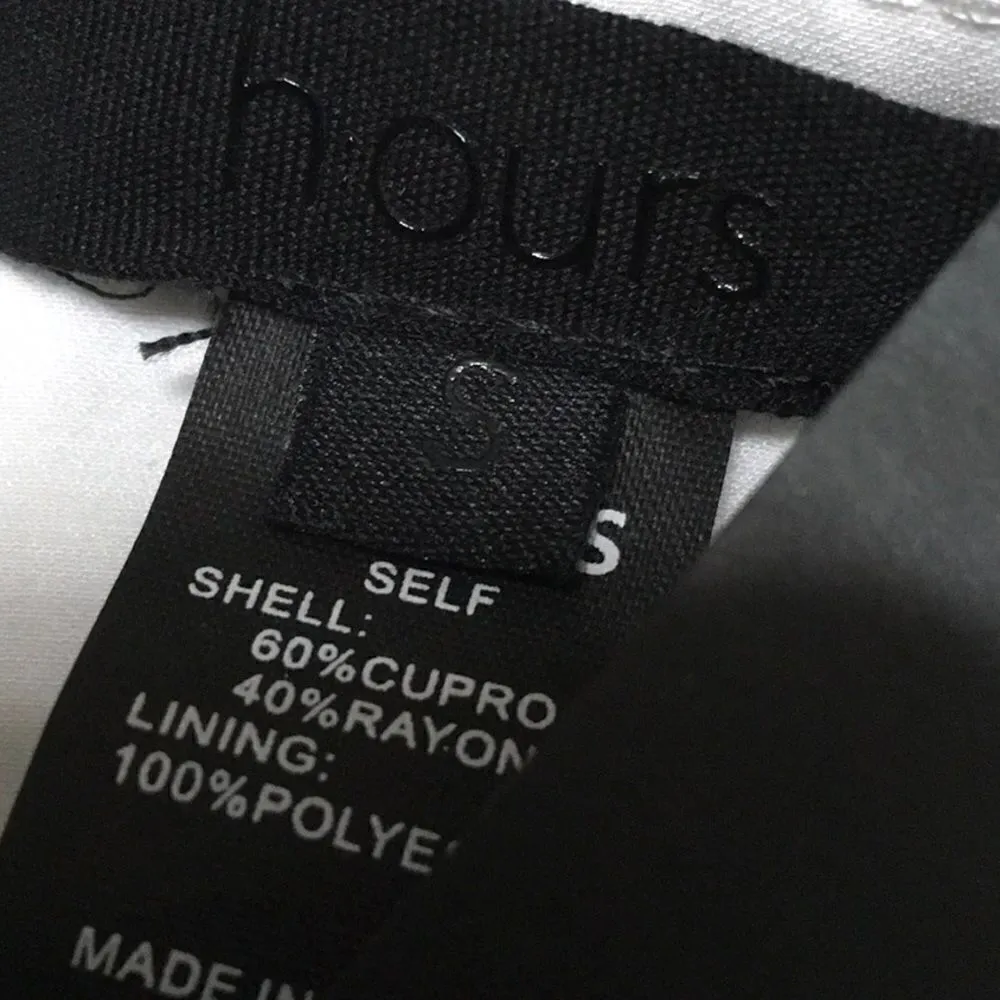 hours
S
S
SELF
SHELL:
60%CUPRO
40%RAYON
LINING:
100%POLYE
MADE IN